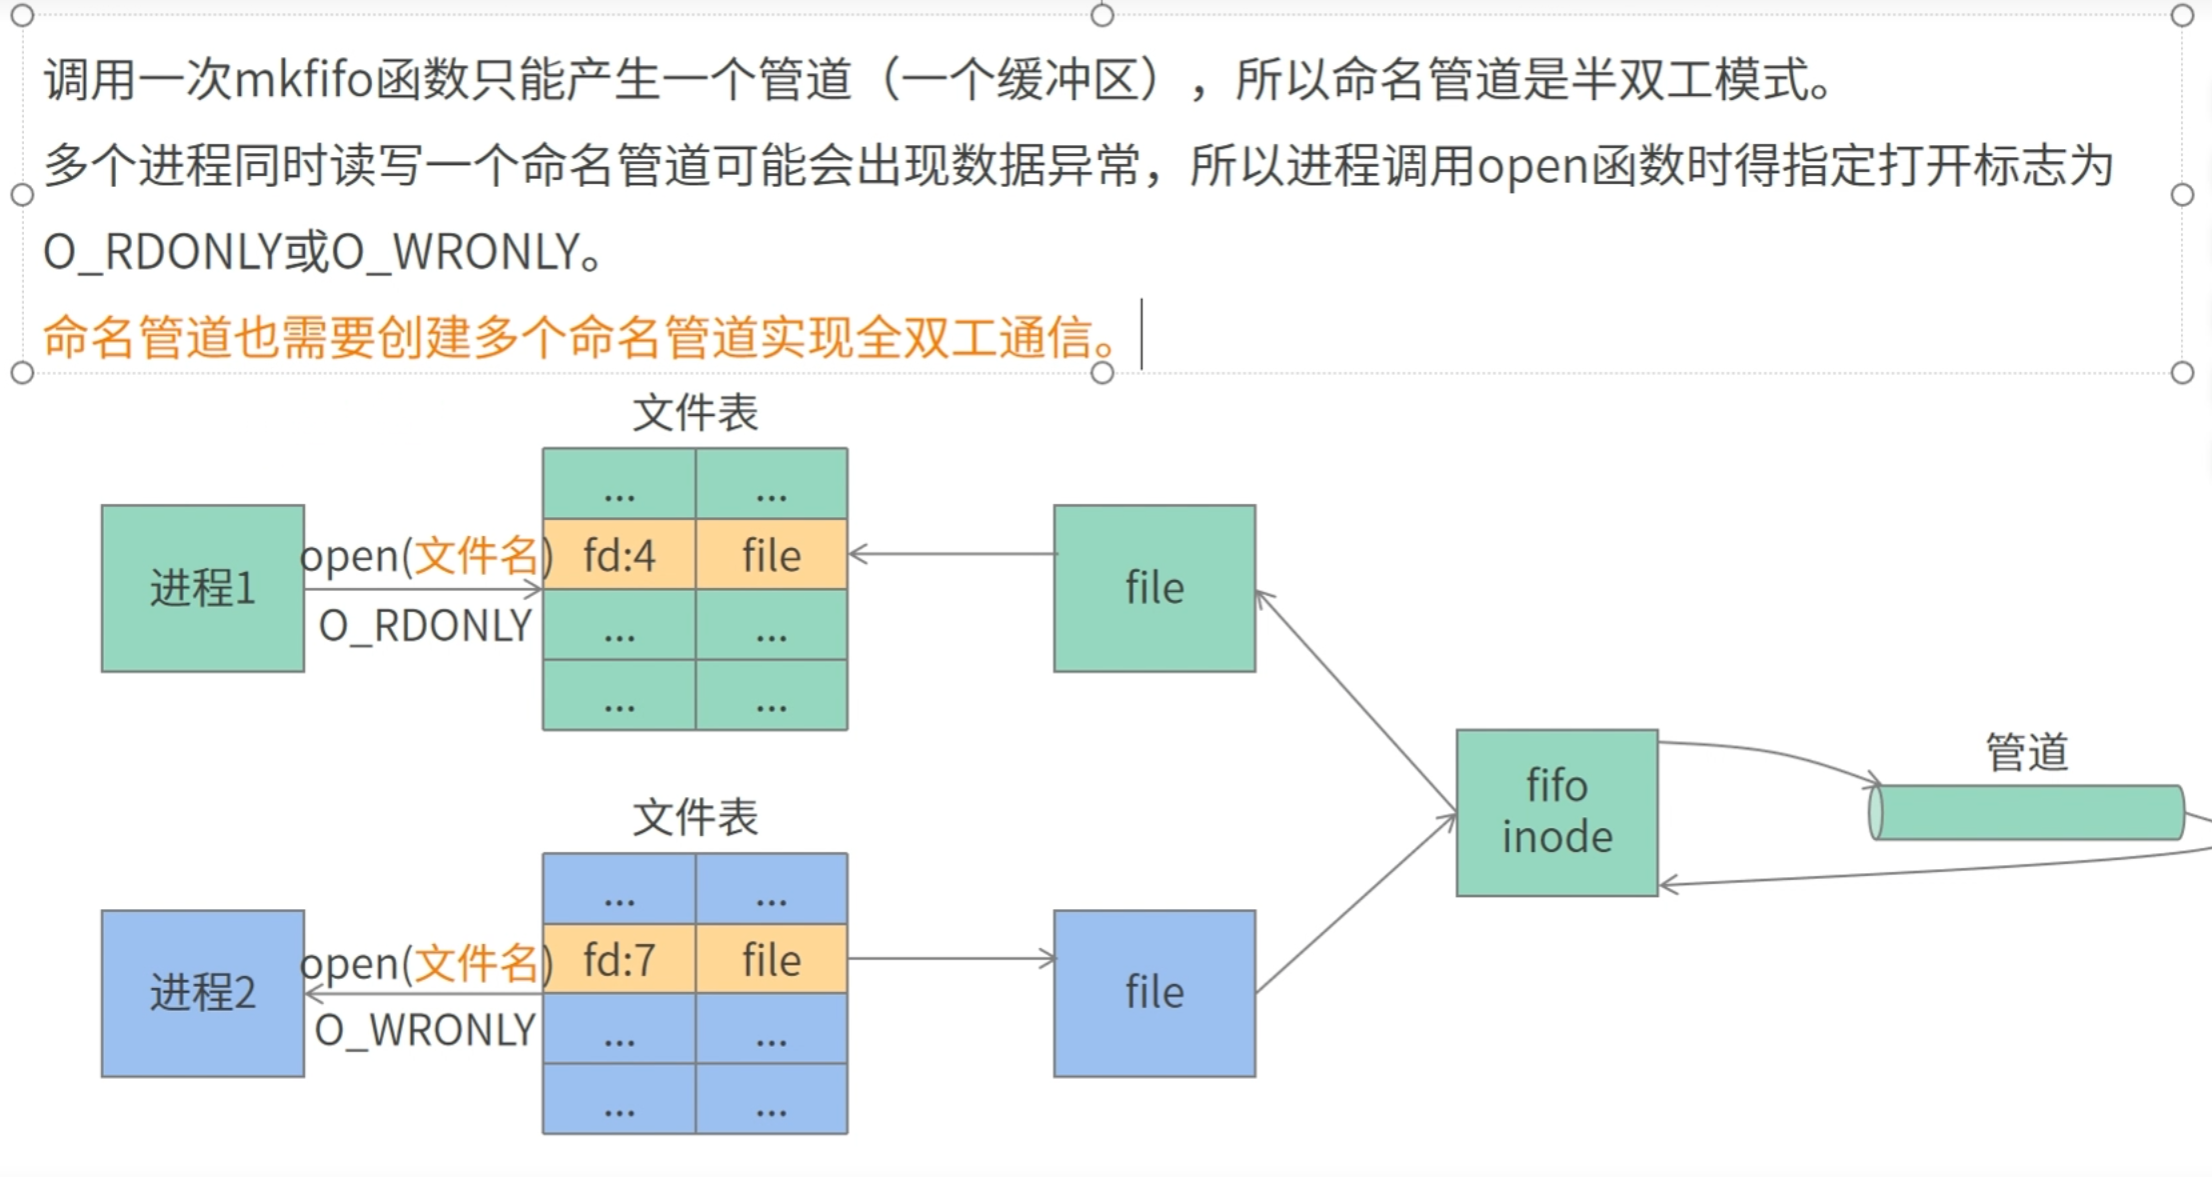 调用一次mkfifo函数只能产生一个管道（一个缓冲区），所以命名管道是半双工模式。
多个进程同时读写一个命名管道可能会出现数据异常，所以进程调用open函数时得指定打开标志为
O_RDONLY或O_WRONLY。
命名管道也需要创建多个命名管道实现全双工通信。
文件表
... ...
进程1
open(文件名)
O_RDONLY
fd:4 file
... ...
... ...
file
文件表
... ...
进程2
open(文件名)
O_WRONLY
fd:7 file
... ...
... ...
file
fifo
inode
管道